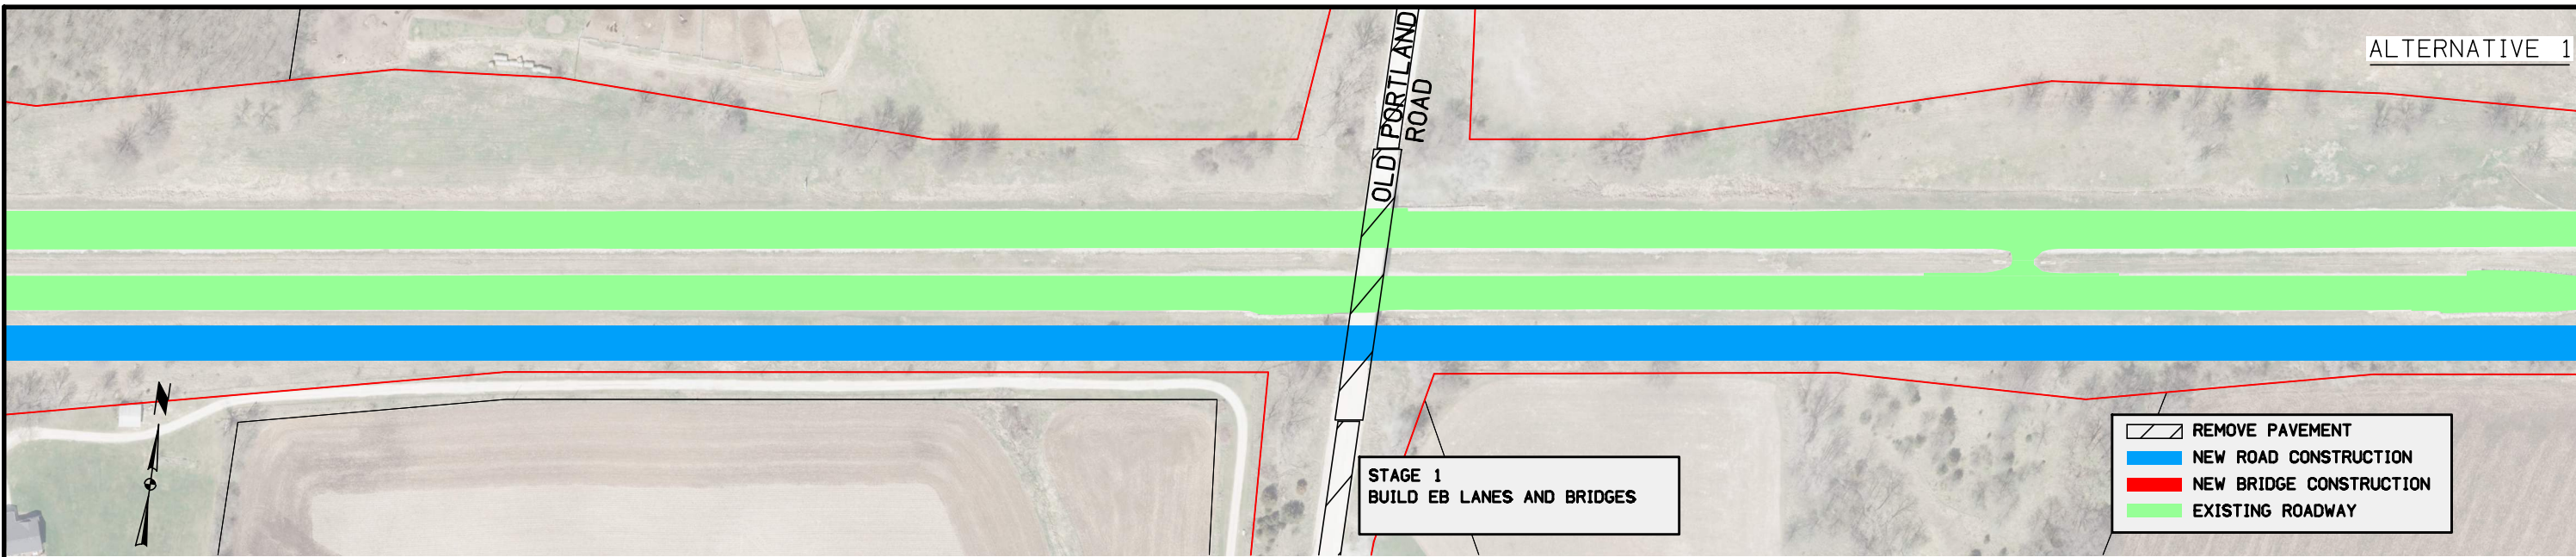 ALTERNATIVE 1
OLD PORTLAND
ROAD
N
STAGE 1
BUILD EB LANES AND BRIDGES
REMOVE PAVEMENT
NEW ROAD CONSTRUCTION
NEW BRIDGE CONSTRUCTION
EXISTING ROADWAY